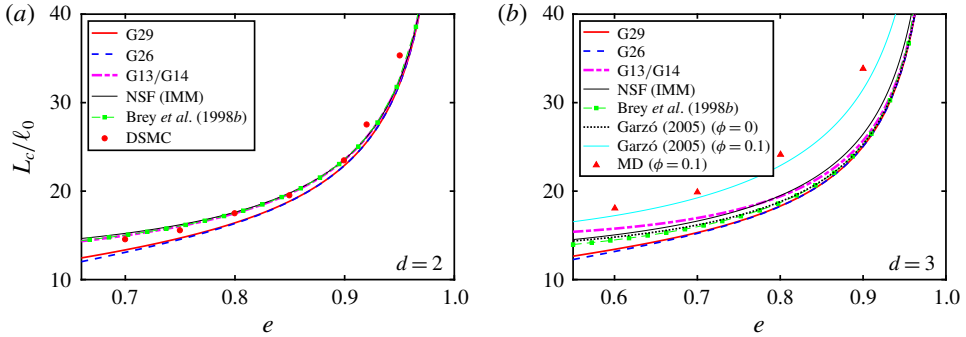 (a)
(b)
40
30
20
10
L_c/ℓ_0
G29
G26
G13/G14
NSF (IMM)
Brey et al. (1998b)
DSMC
d = 2
0.7
0.8
0.9
1.0
e
40
30
20
10
G29
G26
G13/G14
NSF (IMM)
Brey et al. (1998b)
Garzó (2005) (ϕ = 0)
Garzó (2005) (ϕ = 0.1)
MD (ϕ = 0.1)
d = 3
0.6
0.7
0.8
0.9
1.0
e